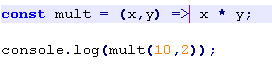 const mult = (x,y) => x * y;
console.log(mult(10,2));